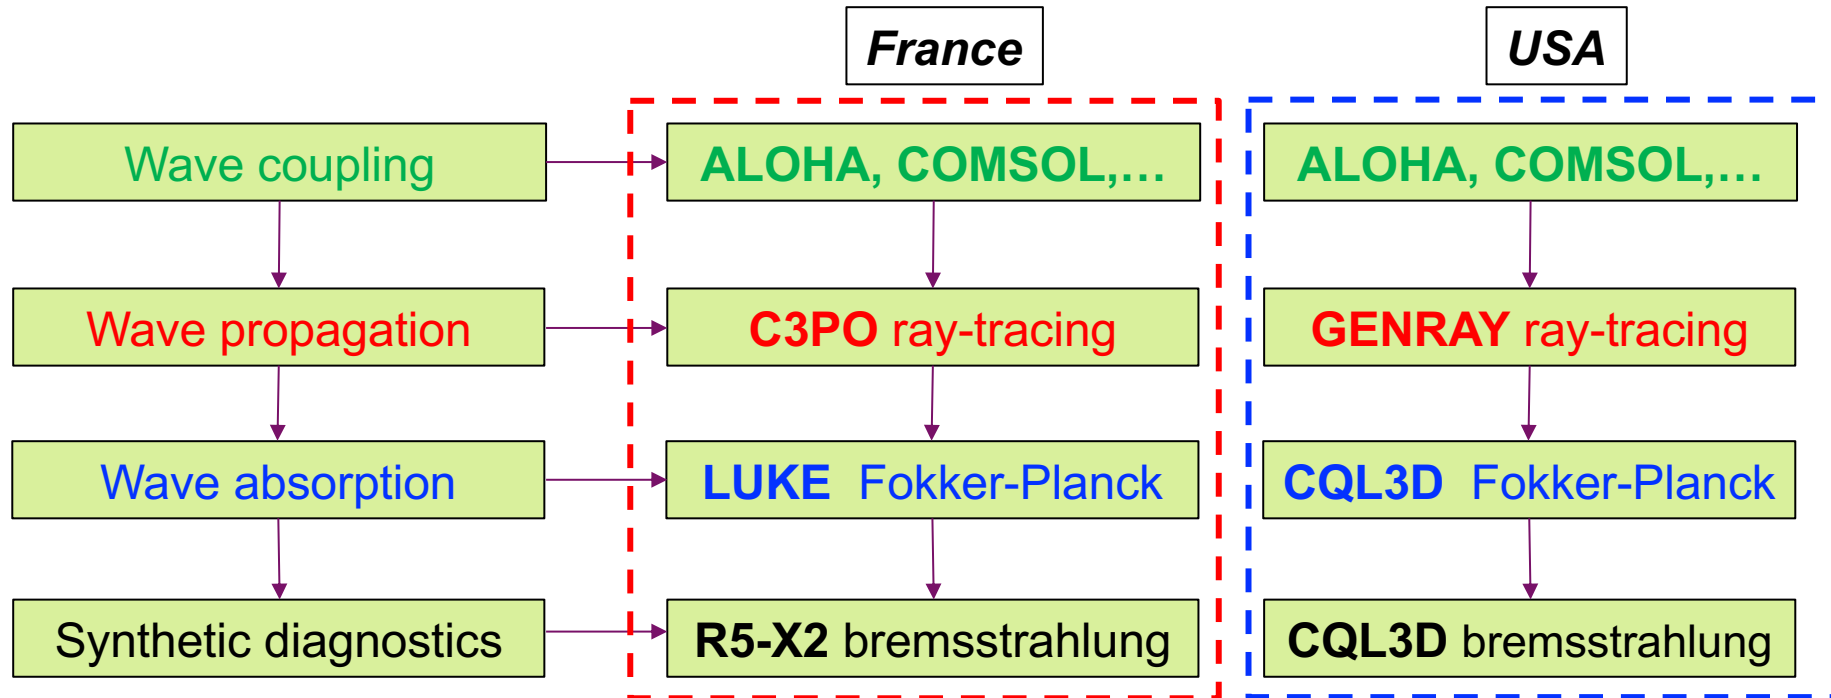 France USA
Wave coupling ALOHA, COMSOL,... ALOHA, COMSOL,...
Wave propagation C3PO ray-tracing GENRAY ray-tracing
Wave absorption LUKE Fokker-Planck CQL3D Fokker-Planck
Synthetic diagnostics R5-X2 bremsstrahlung CQL3D bremsstrahlung